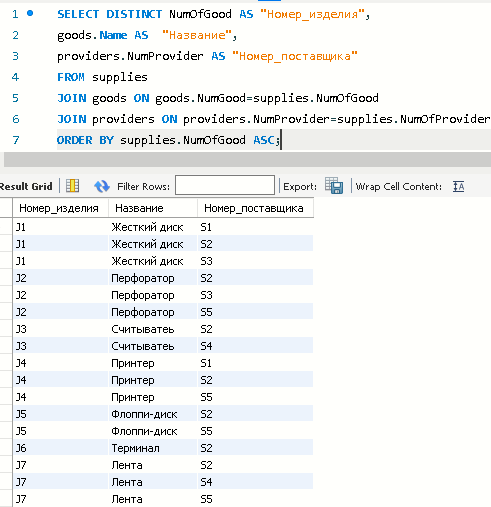 1 SELECT DISTINCT NumOfGood AS "Номер_изделия",
2 goods.Name AS "Название",
3 providers.NumProvider AS "Номер_поставщика"
4 FROM supplies
5 JOIN goods ON goods.NumGood=supplies.NumOfGood
6 JOIN providers ON providers.NumProvider=supplies.NumOfProvider
7 ORDER BY supplies.NumOfGood ASC;
Result Grid Filter Rows: Export: Wrap Cell Content:
Номер_изделия Название Номер_поставщика
J1 Жесткий диск S1
J1 Жесткий диск S2
J1 Жесткий диск S3
J2 Перфоратор S2
J2 Перфоратор S3
J2 Перфоратор S5
J3 Считыватеь S2
J3 Считыватеь S4
J4 Принтер S1
J4 Принтер S2
J4 Принтер S5
J5 Флоппи-диск S2
J5 Флоппи-диск S5
J6 Терминал S2
J7 Лента S2
J7 Лента S4
J7 Лента S5